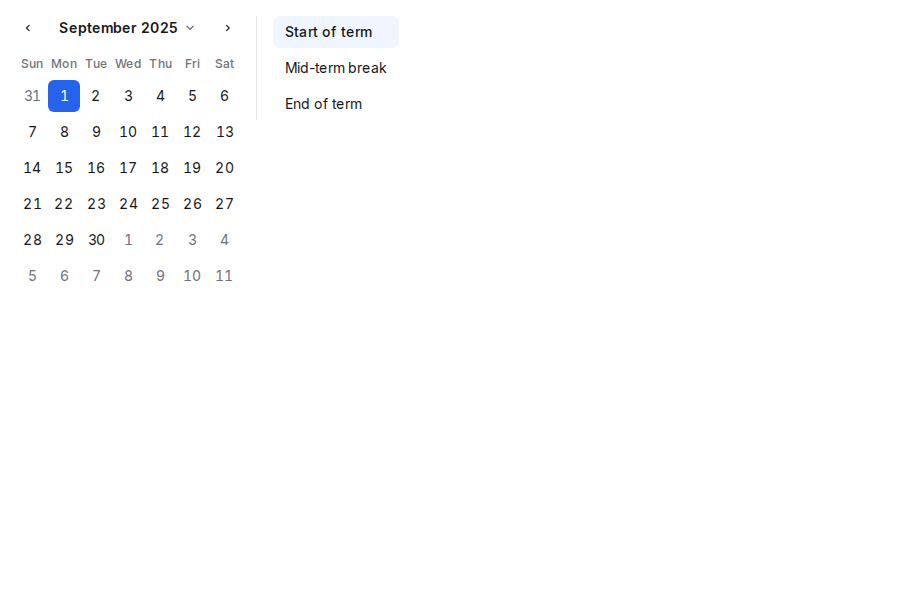 September 2025
Sun Mon Tue Wed Thu Fri Sat
31 1 2 3 4 5 6
7 8 9 10 11 12 13
14 15 16 17 18 19 20
21 22 23 24 25 26 27
28 29 30 1 2 3 4
5 6 7 8 9 10 11
Start of term
Mid-term break
End of term